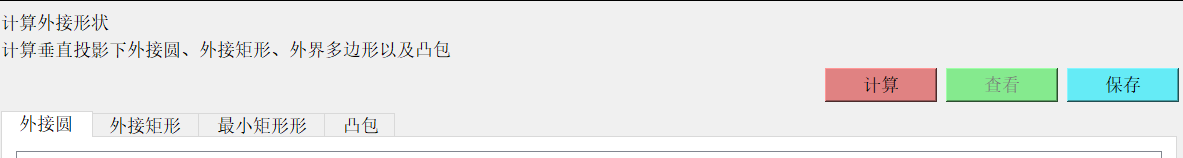 计算外接形状
计算垂直投影下外接圆、外接矩形、外界多边形以及凸包
计算 查看 保存
外接圆 外接矩形 最小矩形形 凸包